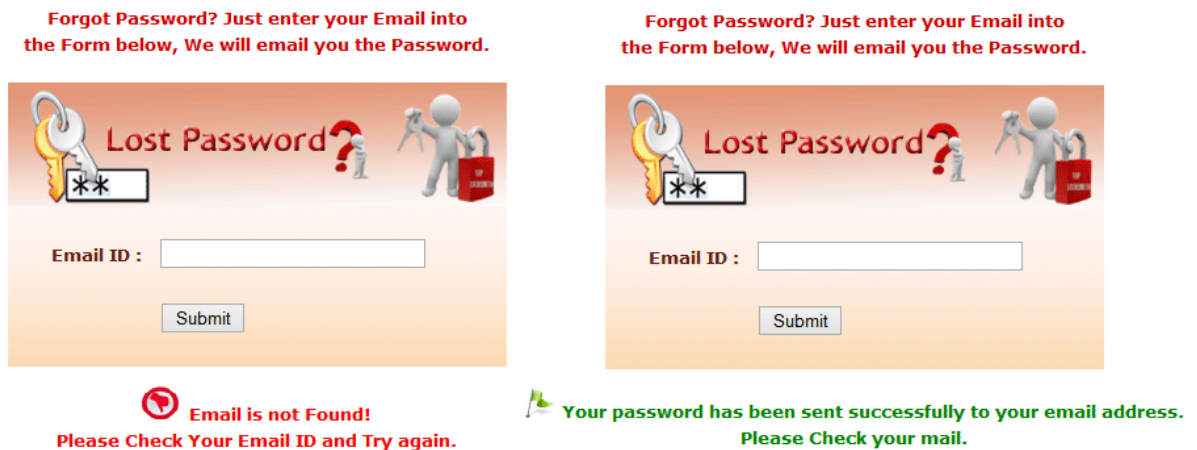 Forgot Password? Just enter your Email into
the Form below, We will email you the Password.
Lost Password?
**
Email ID :
Submit
Email is not Found!
Please Check Your Email ID and Try again.
Forgot Password? Just enter your Email into
the Form below, We will email you the Password.
Lost Password?
**
Email ID :
Submit
Your password has been sent successfully to your email address.
Please Check your mail.